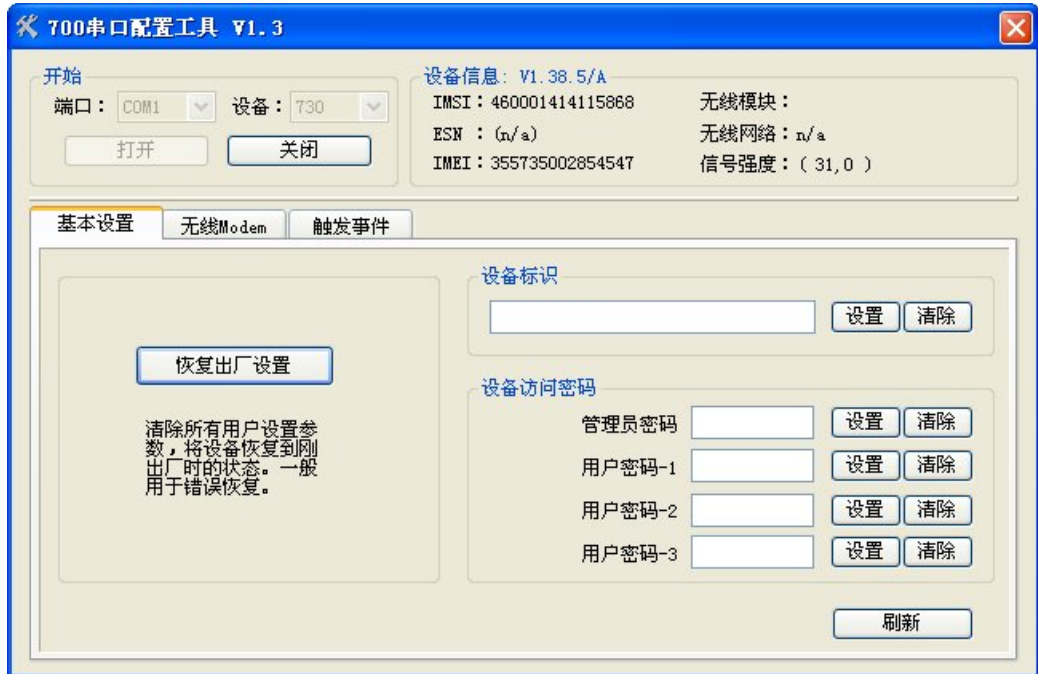 700串口配置工具 V1.3
开始
端口： COM1 设备： 730
打开 关闭
设备信息: V1.38.5/A
IMSI：460001414115868 无线模块：
ESN ：(n/a) 无线网络：n/a
IMEI：355735002854547 信号强度：( 31,0 )
基本设置 无线Modem 触发事件
恢复出厂设置
清除所有用户设置参
数，将设备恢复到刚
出厂时的状态。一般
用于错误恢复。
设备标识
设置 清除
设备访问密码
管理员密码 设置 清除
用户密码-1 设置 清除
用户密码-2 设置 清除
用户密码-3 设置 清除
刷新